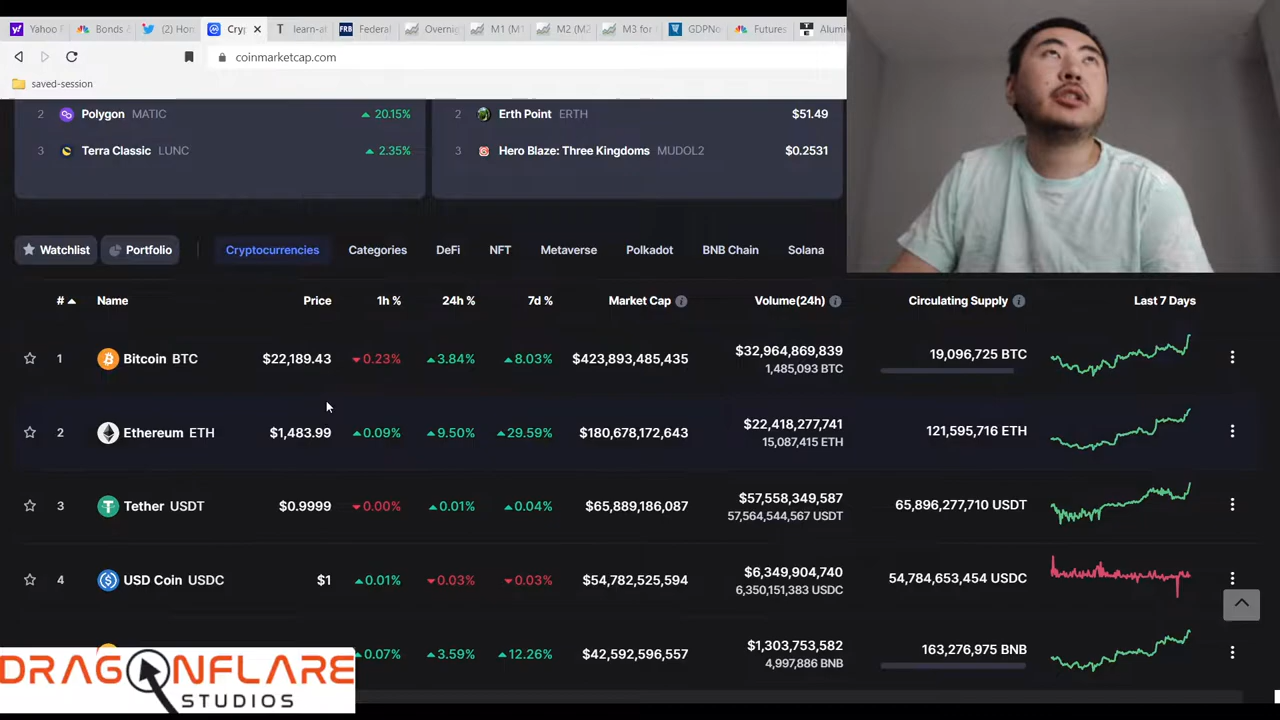 Yahoo F
Bonds &
(Hom
Cryp
learn-at
Federal
Overnig
M1 (M1
M2 (M2
M3 for
GDPNo
Futures
Alumi
coinmarketcap.com
saved-session
2 Polygon MATIC 20.15%
2 Erth Point ERTH $51.49
3 Terra Classic LUNC 2.35%
3 Hero Blaze: Three Kingdoms MUDOL2 $0.2531
Watchlist Portfolio Cryptocurrencies Categories DeFi NFT Metaverse Polkadot BNB Chain Solana
# Name Price 1h % 24h % 7d % Market Cap Volume(24h) Circulating Supply Last 7 Days
1 Bitcoin BTC $22,189.43 0.23% 3.84% 8.03% $423,893,485,435 $32,964,869,839 19,096,725 BTC
1,485,093 BTC
2 Ethereum ETH $1,483.99 0.09% 9.50% 29.59% $180,678,172,643 $22,418,277,741 121,595,716 ETH
15,087,415 ETH
3 Tether USDT $0.9999 0.00% 0.01% 0.04% $65,889,186,087 $57,558,349,587 65,896,277,710 USDT
57,564,544,567 USDT
4 USD Coin USDC $1 0.01% 0.03% 0.03% $54,782,525,594 $6,349,904,740 54,784,653,454 USDC
6,350,151,383 USDC
0.07% 3.59% 12.26% $42,592,596,557 $1,303,753,582 163,276,975 BNB
4,997,886 BNB
DRAGONFLARE
STUDIOS